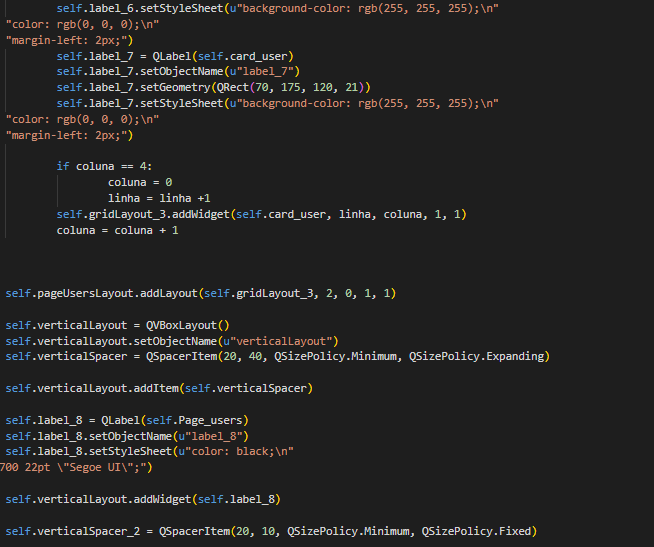 self.label_6.setStyleSheet(u"background-color: rgb(255, 255, 255);\n"
"color: rgb(0, 0, 0);\n"
"margin-left: 2px;")
self.label_7 = QLabel(self.card_user)
self.label_7.setObjectName(u"label_7")
self.label_7.setGeometry(QRect(70, 175, 120, 21))
self.label_7.setStyleSheet(u"background-color: rgb(255, 255, 255);\n"
"color: rgb(0, 0, 0);\n"
"margin-left: 2px;")
if coluna == 4:
coluna = 0
linha = linha +1
self.gridLayout_3.addWidget(self.card_user, linha, coluna, 1, 1)
coluna = coluna + 1
self.pageUsersLayout.addLayout(self.gridLayout_3, 2, 0, 1, 1)
self.verticalLayout = QVBoxLayout()
self.verticalLayout.setObjectName(u"verticalLayout")
self.verticalSpacer = QSpacerItem(20, 40, QSizePolicy.Minimum, QSizePolicy.Expanding)
self.verticalLayout.addItem(self.verticalSpacer)
self.label_8 = QLabel(self.Page_users)
self.label_8.setObjectName(u"label_8")
self.label_8.setStyleSheet(u"color: black;\n"
700 22pt \"Segoe UI\";")
self.verticalLayout.addWidget(self.label_8)
self.verticalSpacer_2 = QSpacerItem(20, 10, QSizePolicy.Minimum, QSizePolicy.Fixed)